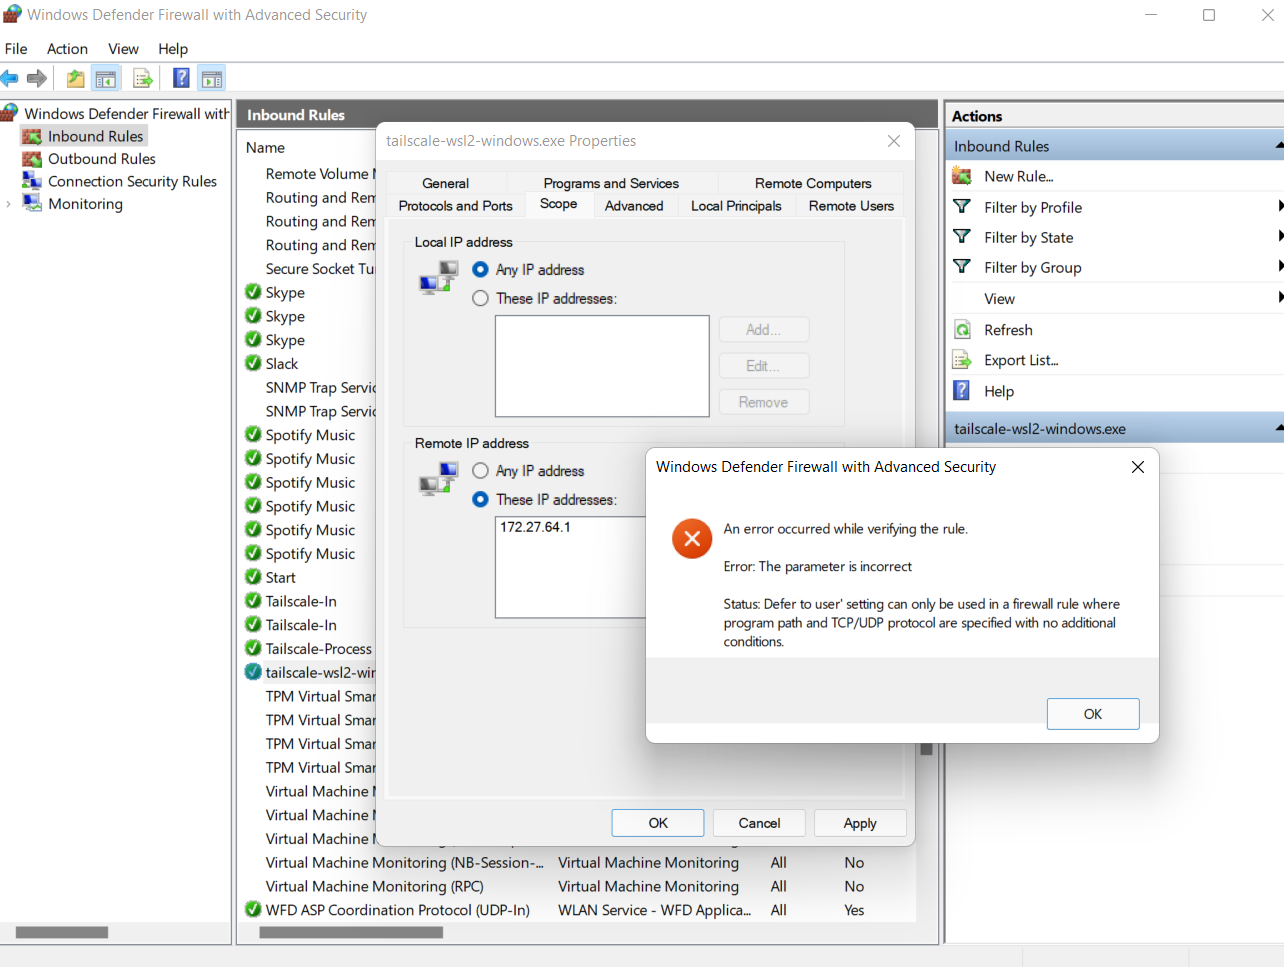 Windows Defender Firewall with Advanced Security
File Action View Help
Windows Defender Firewall with
Inbound Rules
Outbound Rules
Connection Security Rules
Monitoring
Inbound Rules
Name
Remote Volume M
Routing and Rem
Routing and Rem
Routing and Rem
Secure Socket Tu
Skype
Skype
Skype
Slack
SNMP Trap Servic
SNMP Trap Servic
Spotify Music
Spotify Music
Spotify Music
Spotify Music
Spotify Music
Spotify Music
Start
Tailscale-In
Tailscale-In
Tailscale-Process
tailscale-wsl2-win
TPM Virtual Smar
TPM Virtual Smar
TPM Virtual Smar
TPM Virtual Smar
Virtual Machine M
Virtual Machine M
Virtual Machine M
Virtual Machine Monitoring (NB-Session-... Virtual Machine Monitoring All No
Virtual Machine Monitoring (RPC) Virtual Machine Monitoring All No
WFD ASP Coordination Protocol (UDP-In) WLAN Service - WFD Applica... All Yes
tailscale-wsl2-windows.exe Properties
General Programs and Services Remote Computers
Protocols and Ports Scope Advanced Local Principals Remote Users
Local IP address
Any IP address
These IP addresses:
Add...
Edit...
Remove
Remote IP address
Any IP address
These IP addresses:
172.27.64.1
OK Cancel Apply
Windows Defender Firewall with Advanced Security
An error occurred while verifying the rule.
Error: The parameter is incorrect
Status: Defer to user' setting can only be used in a firewall rule where
program path and TCP/UDP protocol are specified with no additional
conditions.
OK
Actions
Inbound Rules
New Rule...
Filter by Profile
Filter by State
Filter by Group
View
Refresh
Export List...
Help
tailscale-wsl2-windows.exe